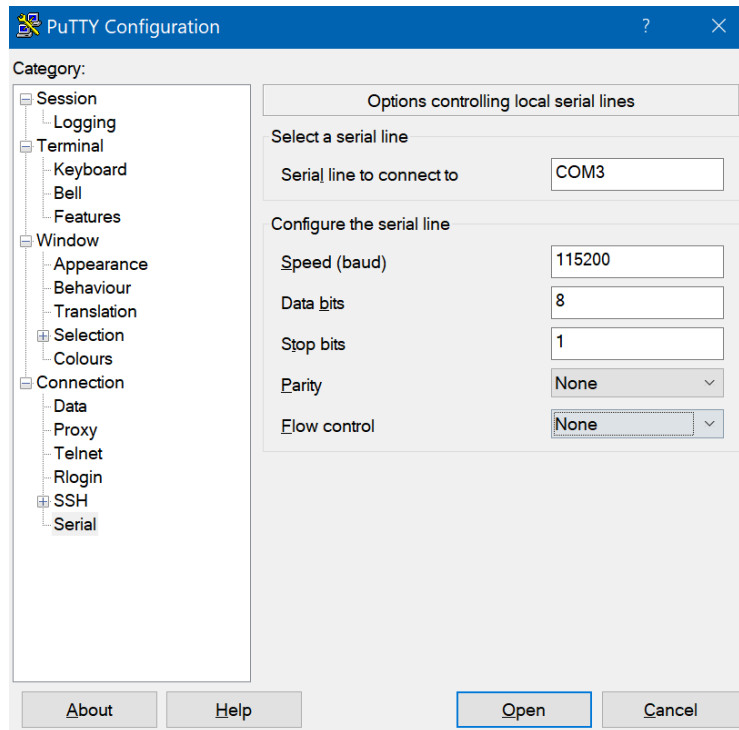 PuTTY Configuration
?
Category:
Session
Logging
Terminal
Keyboard
Bell
Features
Window
Appearance
Behaviour
Translation
Selection
Colours
Connection
Data
Proxy
Telnet
Rlogin
SSH
Serial
Options controlling local serial lines
Select a serial line
Serial line to connect to COM3
Configure the serial line
Speed (baud) 115200
Data bits 8
Stop bits 1
Parity None
Flow control None
About Help Open Cancel